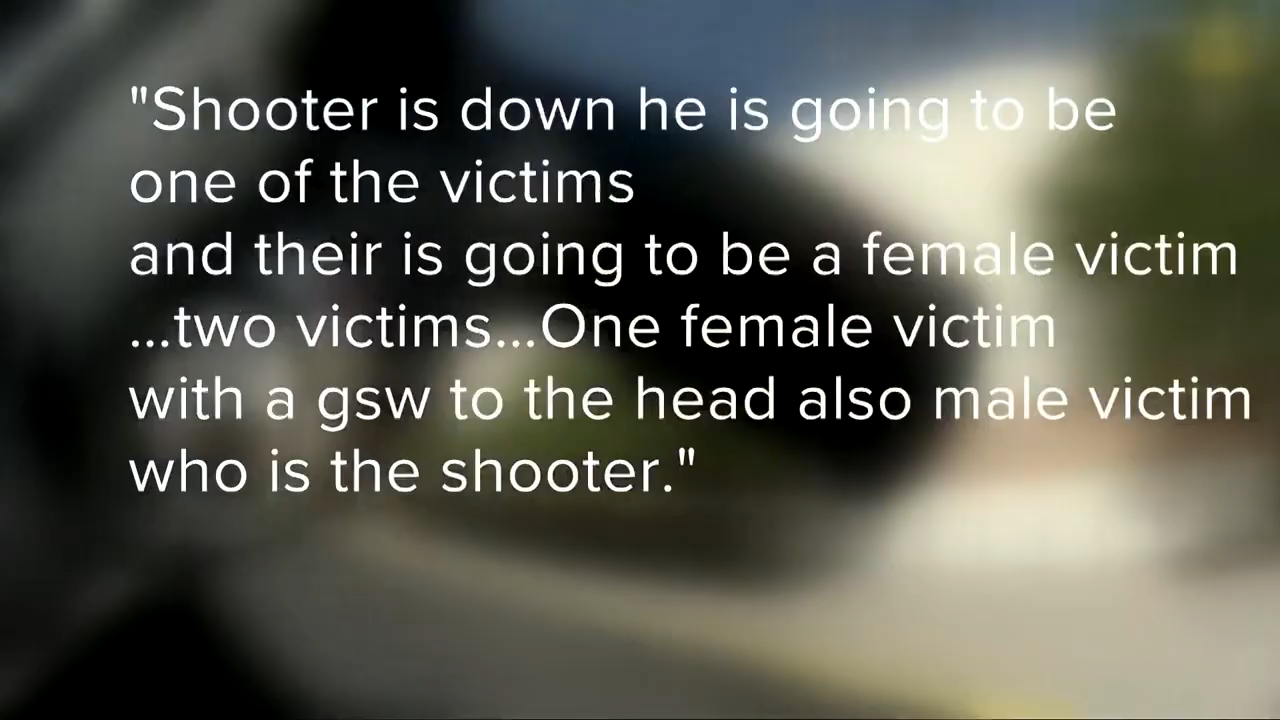 "Shooter is down he is going to be
one of the victims
and their is going to be a female victim
...two victims...One female victim
with a gsw to the head also male victim
who is the shooter."